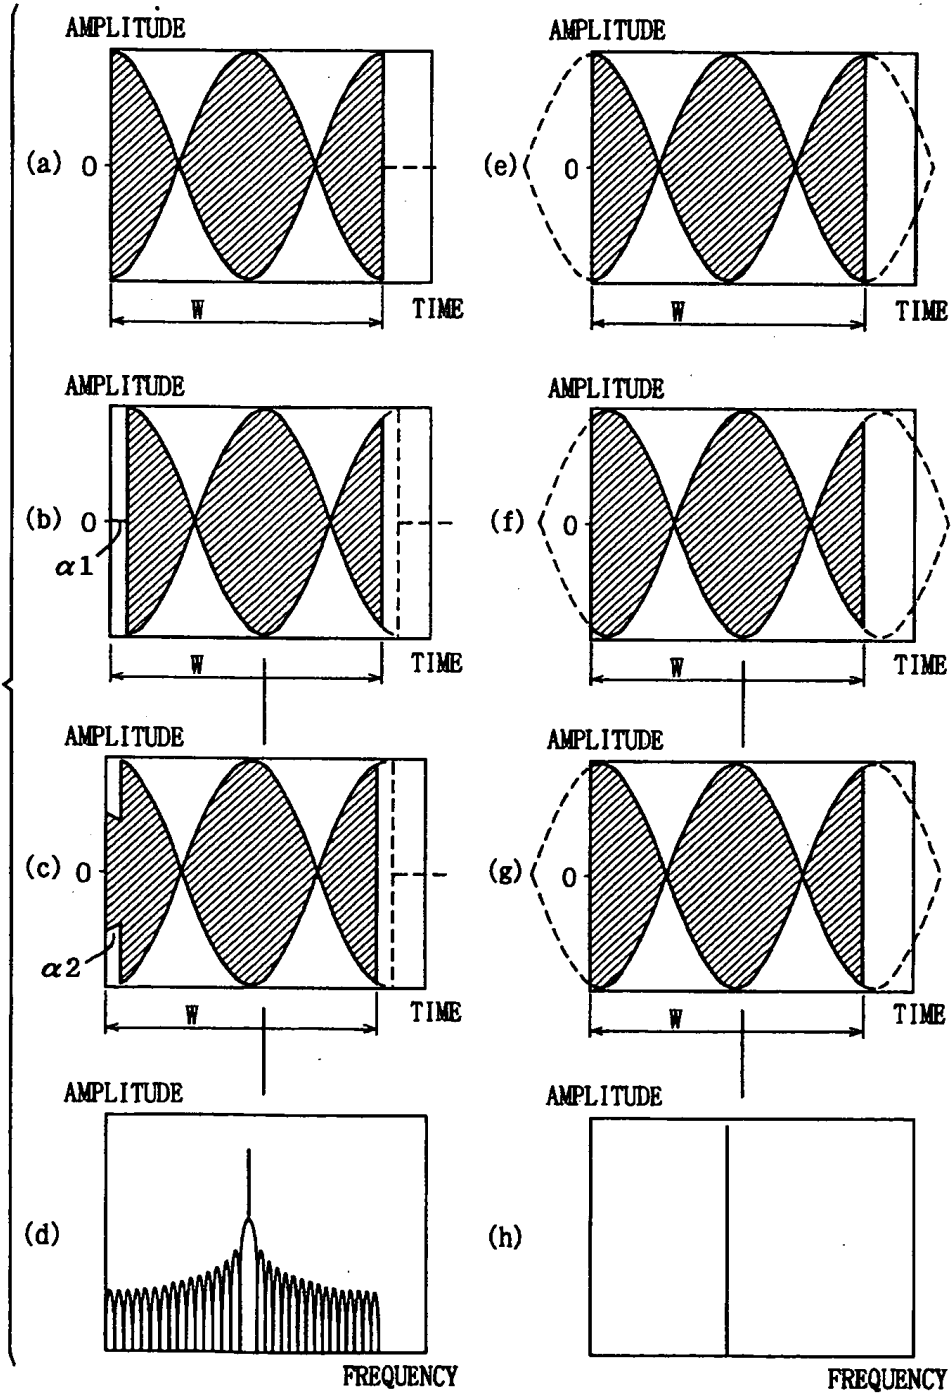 AMPLITUDE
(a) 0
W
TIME
AMPLITUDE
(b) 0
α1
W
TIME
AMPLITUDE
(c) 0
α2
W
TIME
AMPLITUDE
(d)
FREQUENCY
AMPLITUDE
(e) 0
W
TIME
AMPLITUDE
(f) 0
W
TIME
AMPLITUDE
(g) 0
W
TIME
AMPLITUDE
(h)
FREQUENCY